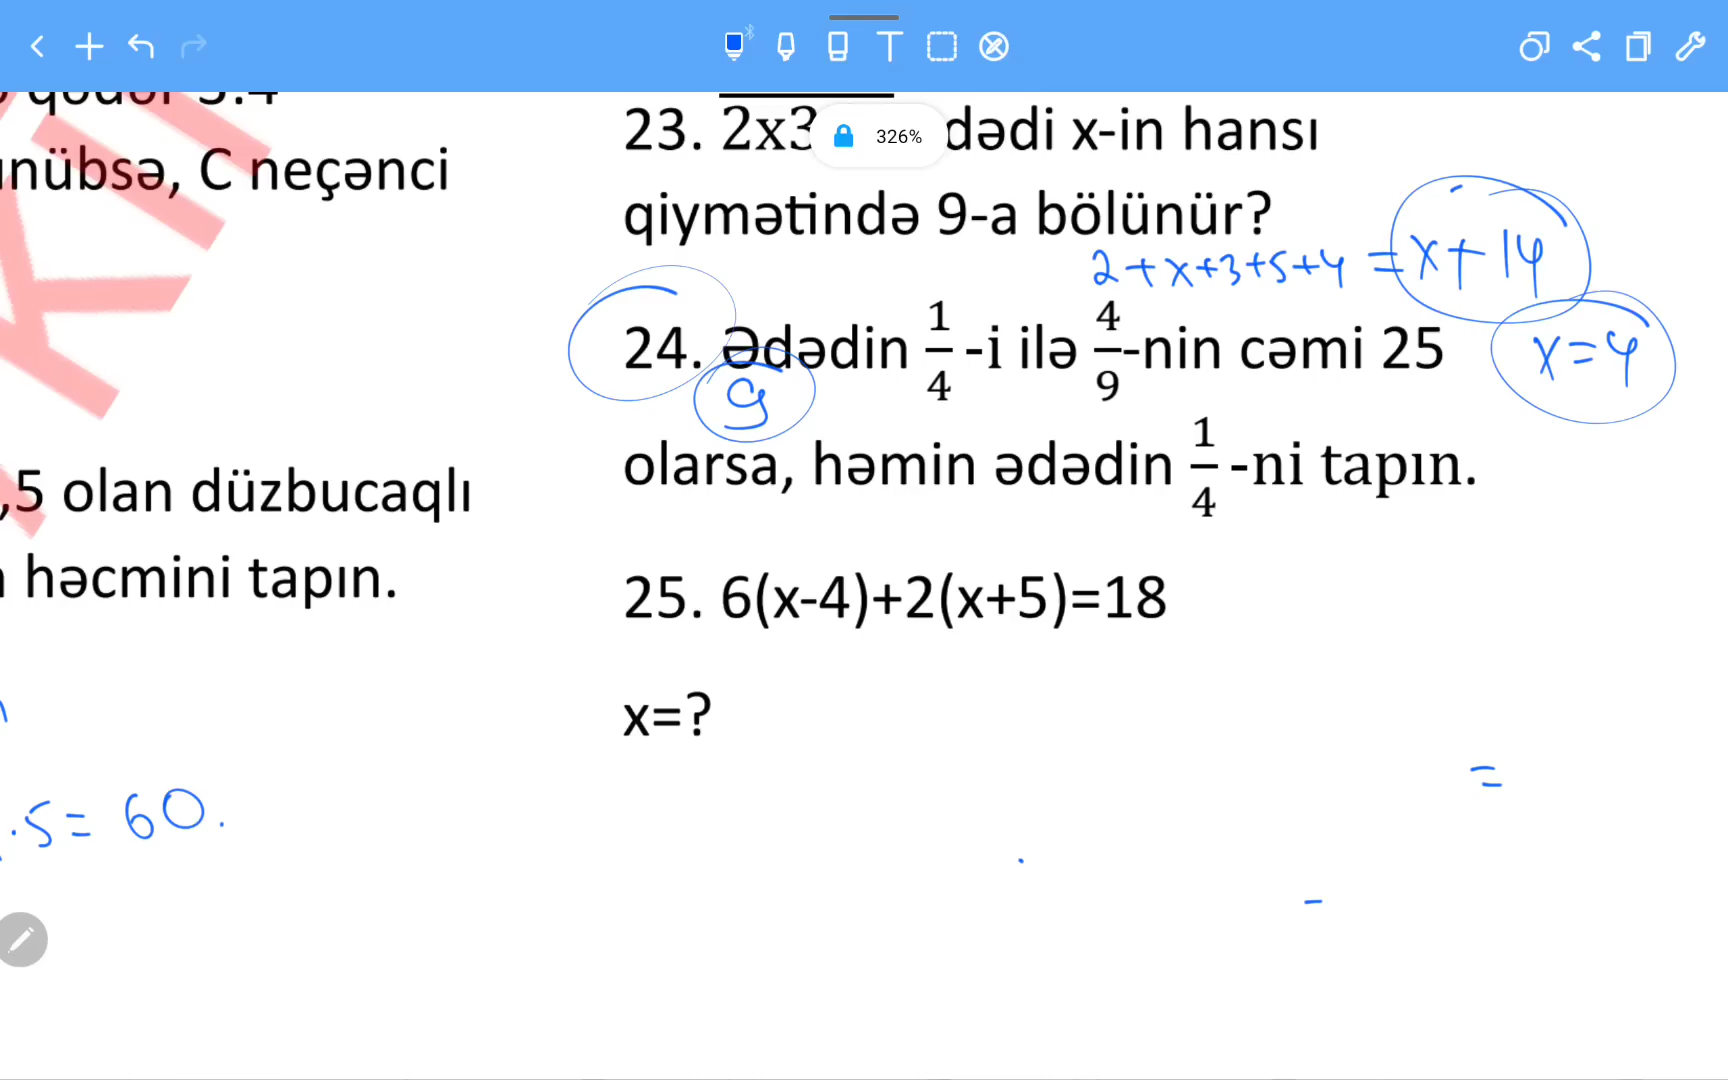 326%
nübsə, C neçənci
,5 olan düzbucaqlı
həcmini tapın.
.5 = 60.
23. 2x3 dədi x-in hansı
qiymətində 9-a bölünür?
2+x+3+5+4 = x+14
x=4
24. Ədədin 1/4 -i ilə 4/9-nin cəmi 25
9
olarsa, həmin ədədin 1/4 -ni tapın.
25. 6(x-4)+2(x+5)=18
x=?
=
-